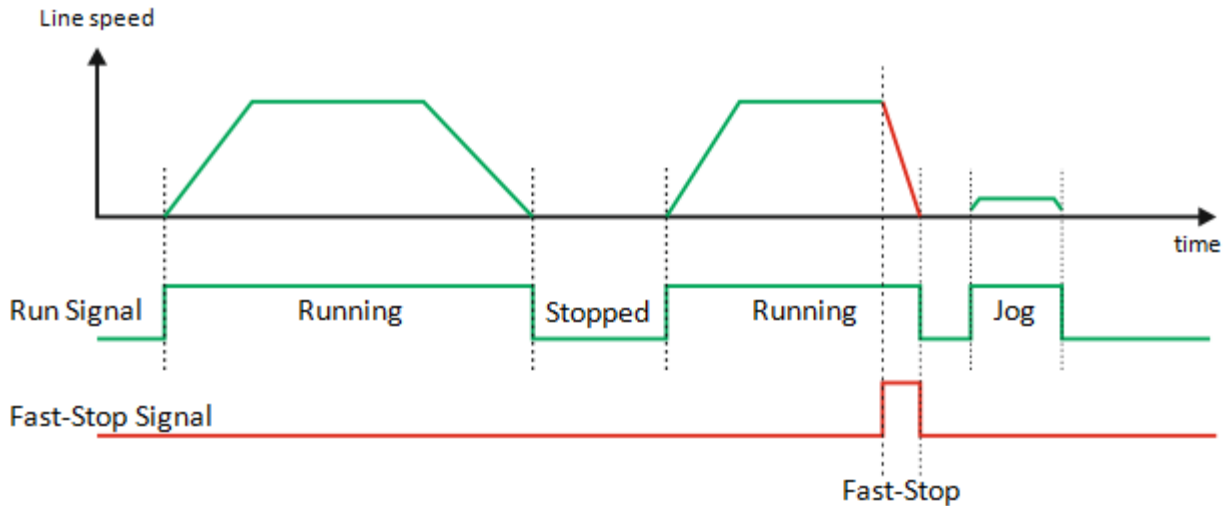 Line speed
time
Run Signal Running Stopped Running Jog
Fast-Stop Signal
Fast-Stop